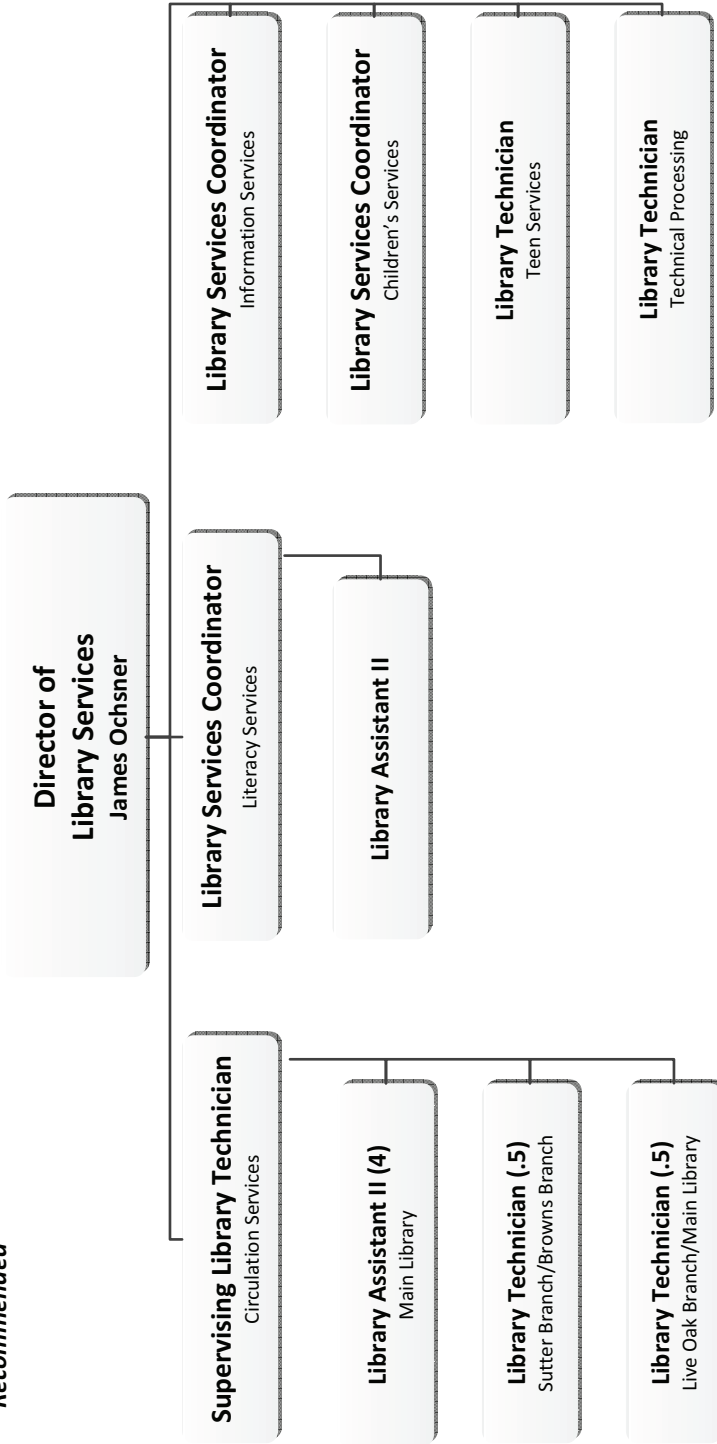 Recommended
Director of
Library Services
James Ochsner
Supervising Library Technician
Circulation Services
Library Assistant II (4)
Main Library
Library Technician (.5)
Sutter Branch/Browns Branch
Library Technician (.5)
Live Oak Branch/Main Library
Library Services Coordinator
Literacy Services
Library Assistant II
Library Services Coordinator
Information Services
Library Services Coordinator
Children’s Services
Library Technician
Teen Services
Library Technician
Technical Processing